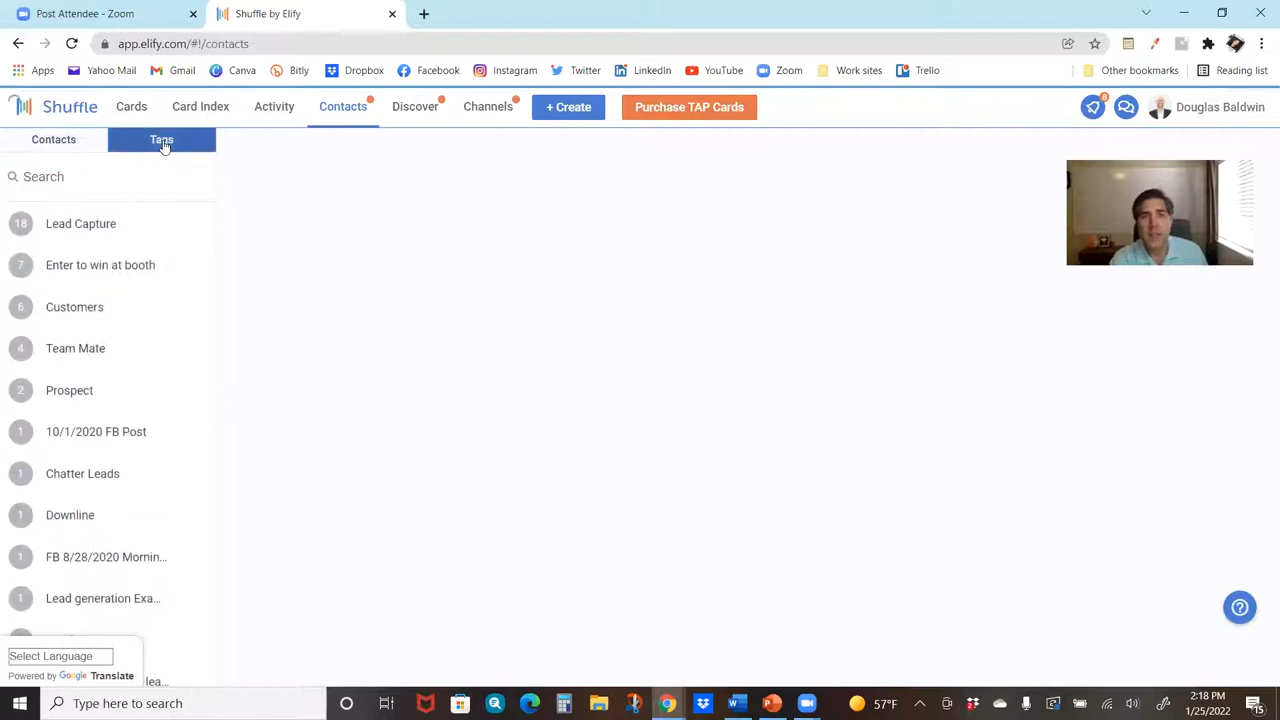 Post Attendee - Zoom
Shuffle by Elify
app.elify.com/#!/contacts
Apps
Yahoo Mail
Gmail
Canva
Bitly
Dropbox
Facebook
Instagram
Twitter
LinkedIn
YouTube
Zoom
Work sites
Trello
Other bookmarks
Reading list
Shuffle
Cards
Card Index
Activity
Contacts
Discover
Channels
+ Create
Purchase TAP Cards
Douglas Baldwin
Contacts
Tags
Search
18 Lead Capture
7 Enter to win at booth
6 Customers
4 Team Mate
2 Prospect
1 10/1/2020 FB Post
1 Chatter Leads
1 Downline
1 FB 8/28/2020 Mornin...
1 Lead generation Exa...
Select Language
Powered by Google Translate
lea...
Type here to search
57°F
2:18 PM
1/25/2022
15